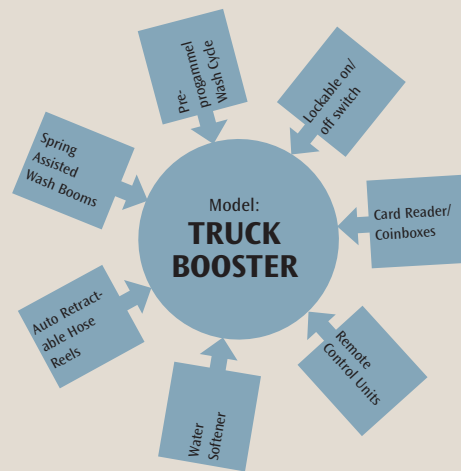 Pre-
progammel
Wash Cycle
Lockable on/
off switch
Card Reader/
Coinboxes
Remote
Control Units
Water
Softener
Auto Retract-
able Hose
Reels
Spring
Assisted
Wash Booms
Model:
TRUCK
BOOSTER